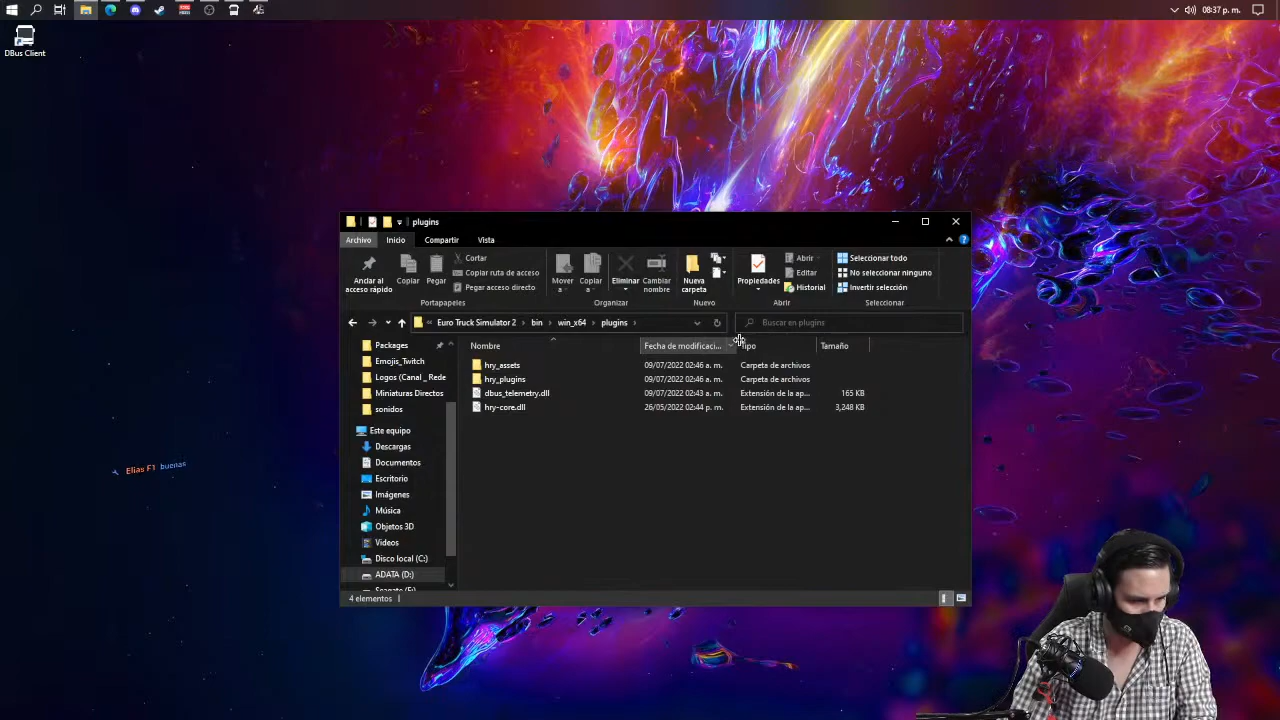 08:37 p. m.
DBus Client
plugins
Archivo Inicio Compartir Vista
Anclar al acceso rápido
Copiar
Pegar
Cortar
Copiar ruta de acceso
Pegar acceso directo
Portapapeles
Mover a
Copiar a
Eliminar
Cambiar nombre
Organizar
Nueva carpeta
Nuevo
Propiedades
Abrir
Editar
Historial
Abrir
Seleccionar todo
No seleccionar ninguno
Invertir selección
Seleccionar
« Euro Truck Simulator 2 › bin › win_x64 › plugins ›
Buscar en plugins
Nombre Fecha de modificaci... Tipo Tamaño
hry_assets 09/07/2022 02:46 a. m. Carpeta de archivos
hry_plugins 09/07/2022 02:46 a. m. Carpeta de archivos
dbus_telemetry.dll 09/07/2022 02:43 a. m. Extensión de la ap... 165 KB
hry-core.dll 26/05/2022 02:44 p. m. Extensión de la ap... 3,248 KB
Packages
Emojis_Twitch
Logos (Canal _ Rede
Miniaturas Directos
sonidos
Este equipo
Descargas
Documentos
Escritorio
Imágenes
Música
Objetos 3D
Videos
Disco local (C:)
ADATA (D:)
4 elementos
Elias F1 buenas